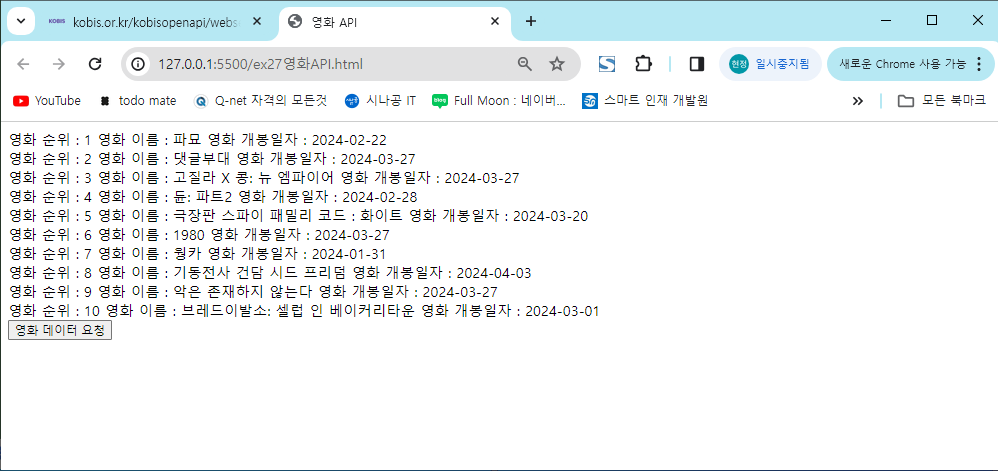 KOBIS kobis.or.kr/kobisopenapi/webse
영화 API
127.0.0.1:5500/ex27영화API.html
현정 일시중지됨
새로운 Chrome 사용 가능
YouTube
todo mate
Q-net 자격의 모든것
시나공 IT
blog Full Moon : 네이버...
스마트 인재 개발원
모든 북마크
영화 순위 : 1 영화 이름 : 파묘 영화 개봉일자 : 2024-02-22
영화 순위 : 2 영화 이름 : 댓글부대 영화 개봉일자 : 2024-03-27
영화 순위 : 3 영화 이름 : 고질라 X 콩: 뉴 엠파이어 영화 개봉일자 : 2024-03-27
영화 순위 : 4 영화 이름 : 듄: 파트2 영화 개봉일자 : 2024-02-28
영화 순위 : 5 영화 이름 : 극장판 스파이 패밀리 코드 : 화이트 영화 개봉일자 : 2024-03-20
영화 순위 : 6 영화 이름 : 1980 영화 개봉일자 : 2024-03-27
영화 순위 : 7 영화 이름 : 웡카 영화 개봉일자 : 2024-01-31
영화 순위 : 8 영화 이름 : 기동전사 건담 시드 프리덤 영화 개봉일자 : 2024-04-03
영화 순위 : 9 영화 이름 : 악은 존재하지 않는다 영화 개봉일자 : 2024-03-27
영화 순위 : 10 영화 이름 : 브레드이발소: 셀럽 인 베이커리타운 영화 개봉일자 : 2024-03-01
영화 데이터 요청